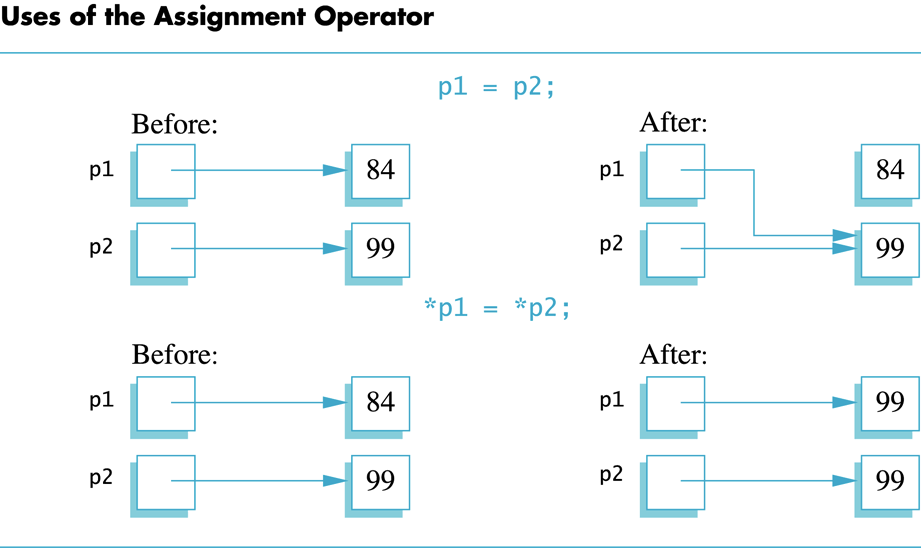 Uses of the Assignment Operator
p1 = p2;
Before: After:
p1 84 p1 84
p2 99 p2 99
*p1 = *p2;
Before: After:
p1 84 p1 99
p2 99 p2 99